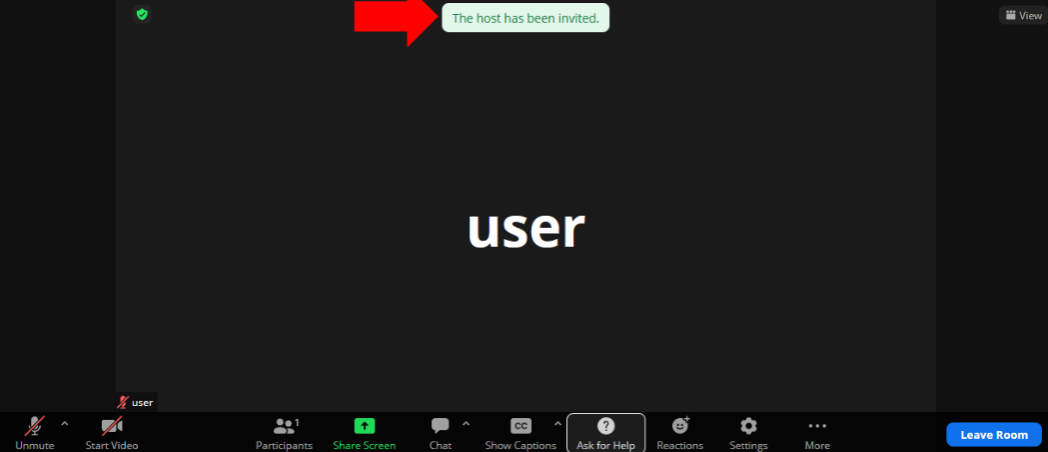 The host has been invited.
View
user
user
Unmute
Start Video
Participants
1
Share Screen
Chat
CC
Show Captions
?
Ask for Help
Reactions
Settings
More
Leave Room